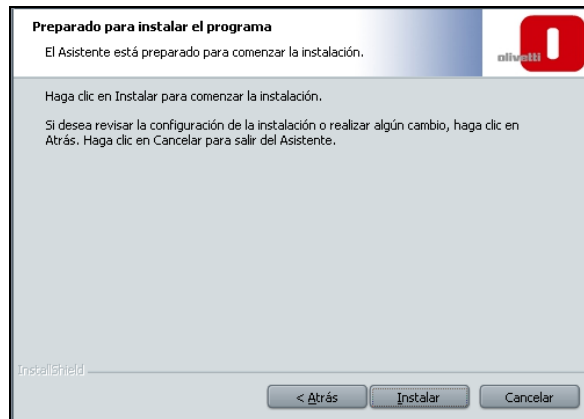 Preparado para instalar el programa
El Asistente está preparado para comenzar la instalación.
olivetti
Haga clic en Instalar para comenzar la instalación.
Si desea revisar la configuración de la instalación o realizar algún cambio, haga clic en
Atrás. Haga clic en Cancelar para salir del Asistente.
InstallShield
< Atrás
Instalar
Cancelar